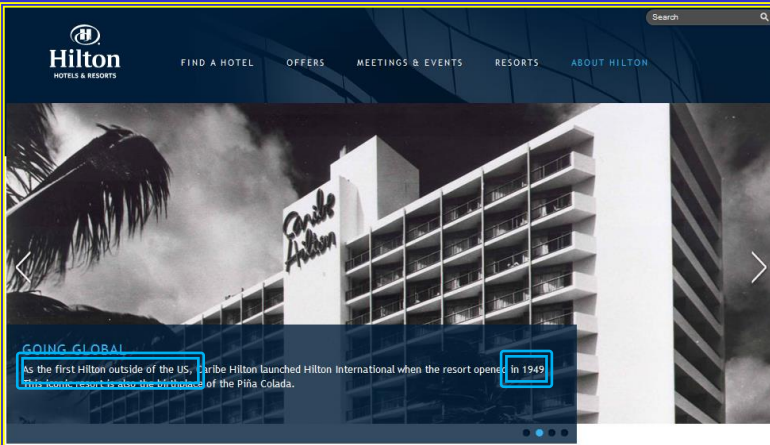 Search
Hilton
HOTELS & RESORTS
FIND A HOTEL OFFERS MEETINGS & EVENTS RESORTS ABOUT HILTON
Caribe
Hilton
GOING GLOBAL
As the first Hilton outside of the US, Caribe Hilton launched Hilton International when the resort opened in 1949
This iconic resort is also the birthplace of the Piña Colada.